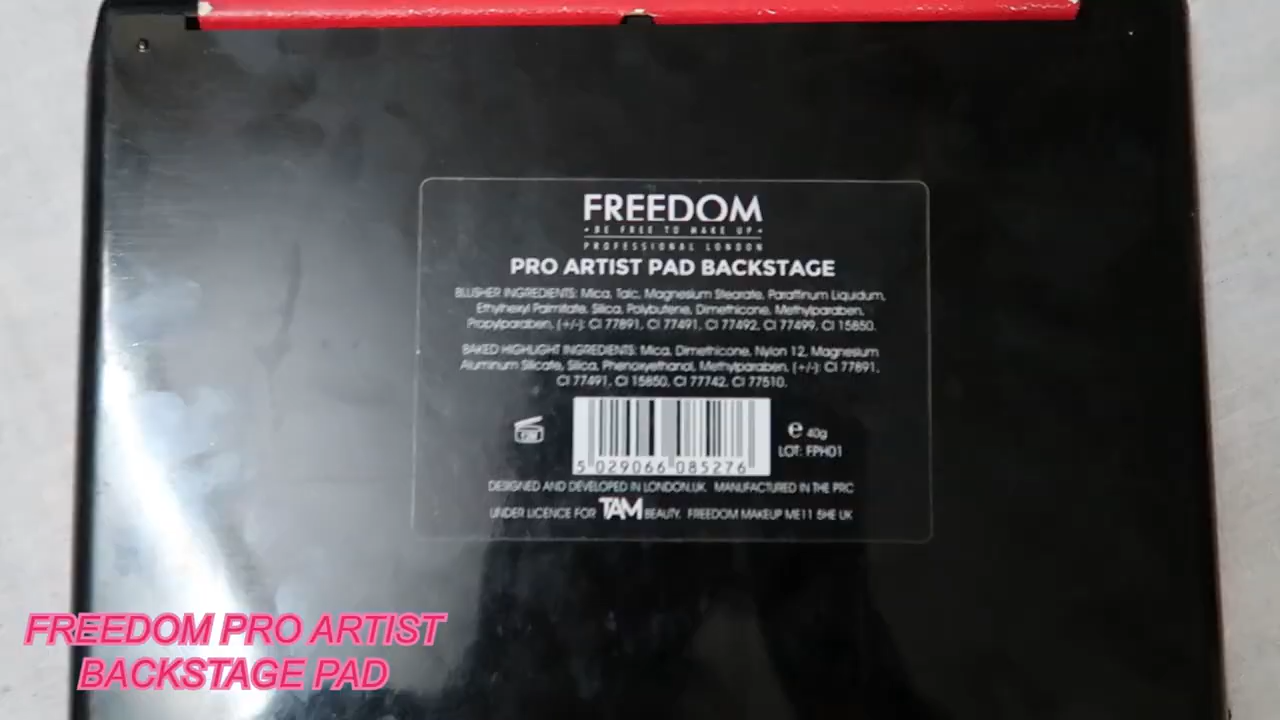 FREEDOM
•BE FREE TO MAKE UP•
PROFESSIONAL LONDON
PRO ARTIST PAD BACKSTAGE
BLUSHER INGREDIENTS: Mica, Talc, Magnesium Stearate, Paraffinum Liquidum,
Ethylhexyl Palmitate, Silica, Polybutene, Dimethicone, Methylparaben,
Propylparaben, (+/-): CI 77891, CI 77491, CI 77492, CI 77499, CI 15850.
BAKED HIGHLIGHT INGREDIENTS: Mica, Dimethicone, Nylon 12, Magnesium
Aluminum Silicate, Silica, Phenoxyethanol, Methylparaben, (+/-): CI 77891,
CI 77491, CI 15850, CI 77742, CI 77510.
e 40g
LOT: FPH01
5 029066 085276
DESIGNED AND DEVELOPED IN LONDON.UK. MANUFACTURED IN THE PRC
UNDER LICENCE FOR TAM BEAUTY. FREEDOM MAKEUP ME11 5HE UK
FREEDOM PRO ARTIST
BACKSTAGE PAD